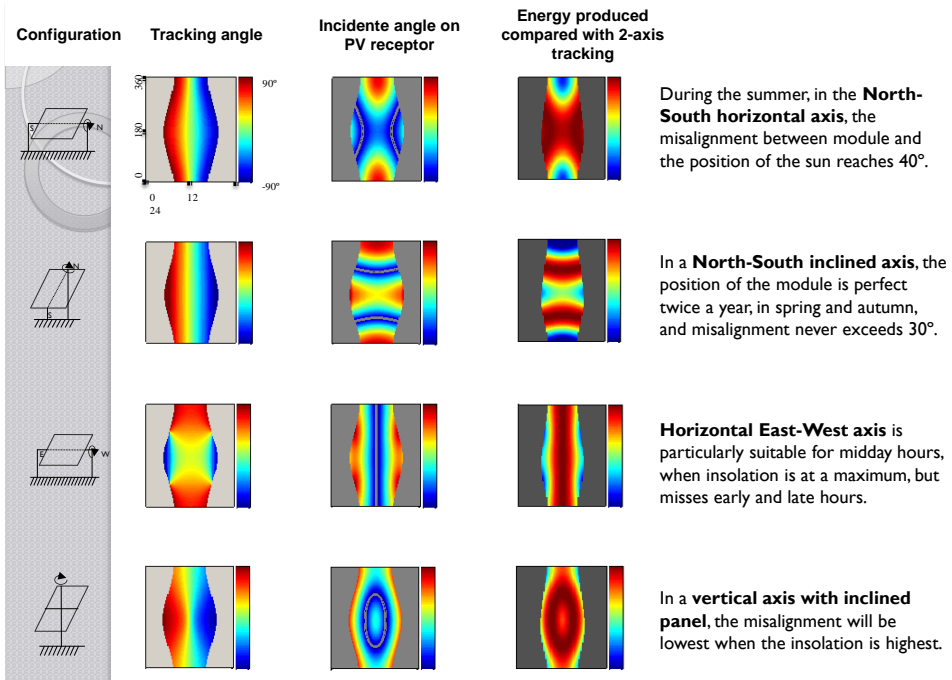 Configuration
Tracking angle
Incidente angle on
PV receptor
Energy produced
compared with 2-axis
tracking
360
180
0
0
24
12
90º
-90º
S
N
During the summer, in the North-
South horizontal axis, the
misalignment between module and
the position of the sun reaches 40º.
N
S
In a North-South inclined axis, the
position of the module is perfect
twice a year, in spring and autumn,
and misalignment never exceeds 30º.
E
W
Horizontal East-West axis is
particularly suitable for midday hours,
when insolation is at a maximum, but
misses early and late hours.
In a vertical axis with inclined
panel, the misalignment will be
lowest when the insolation is highest.